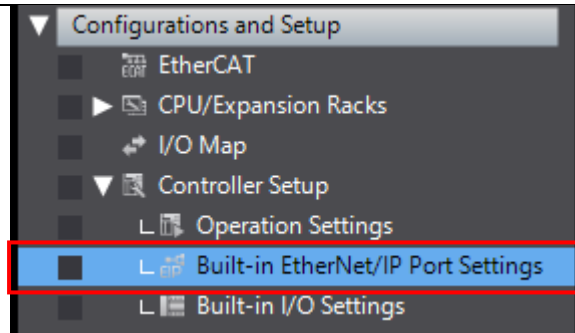 Configurations and Setup
EtherCAT
CPU/Expansion Racks
I/O Map
Controller Setup
Operation Settings
Built-in EtherNet/IP Port Settings
Built-in I/O Settings